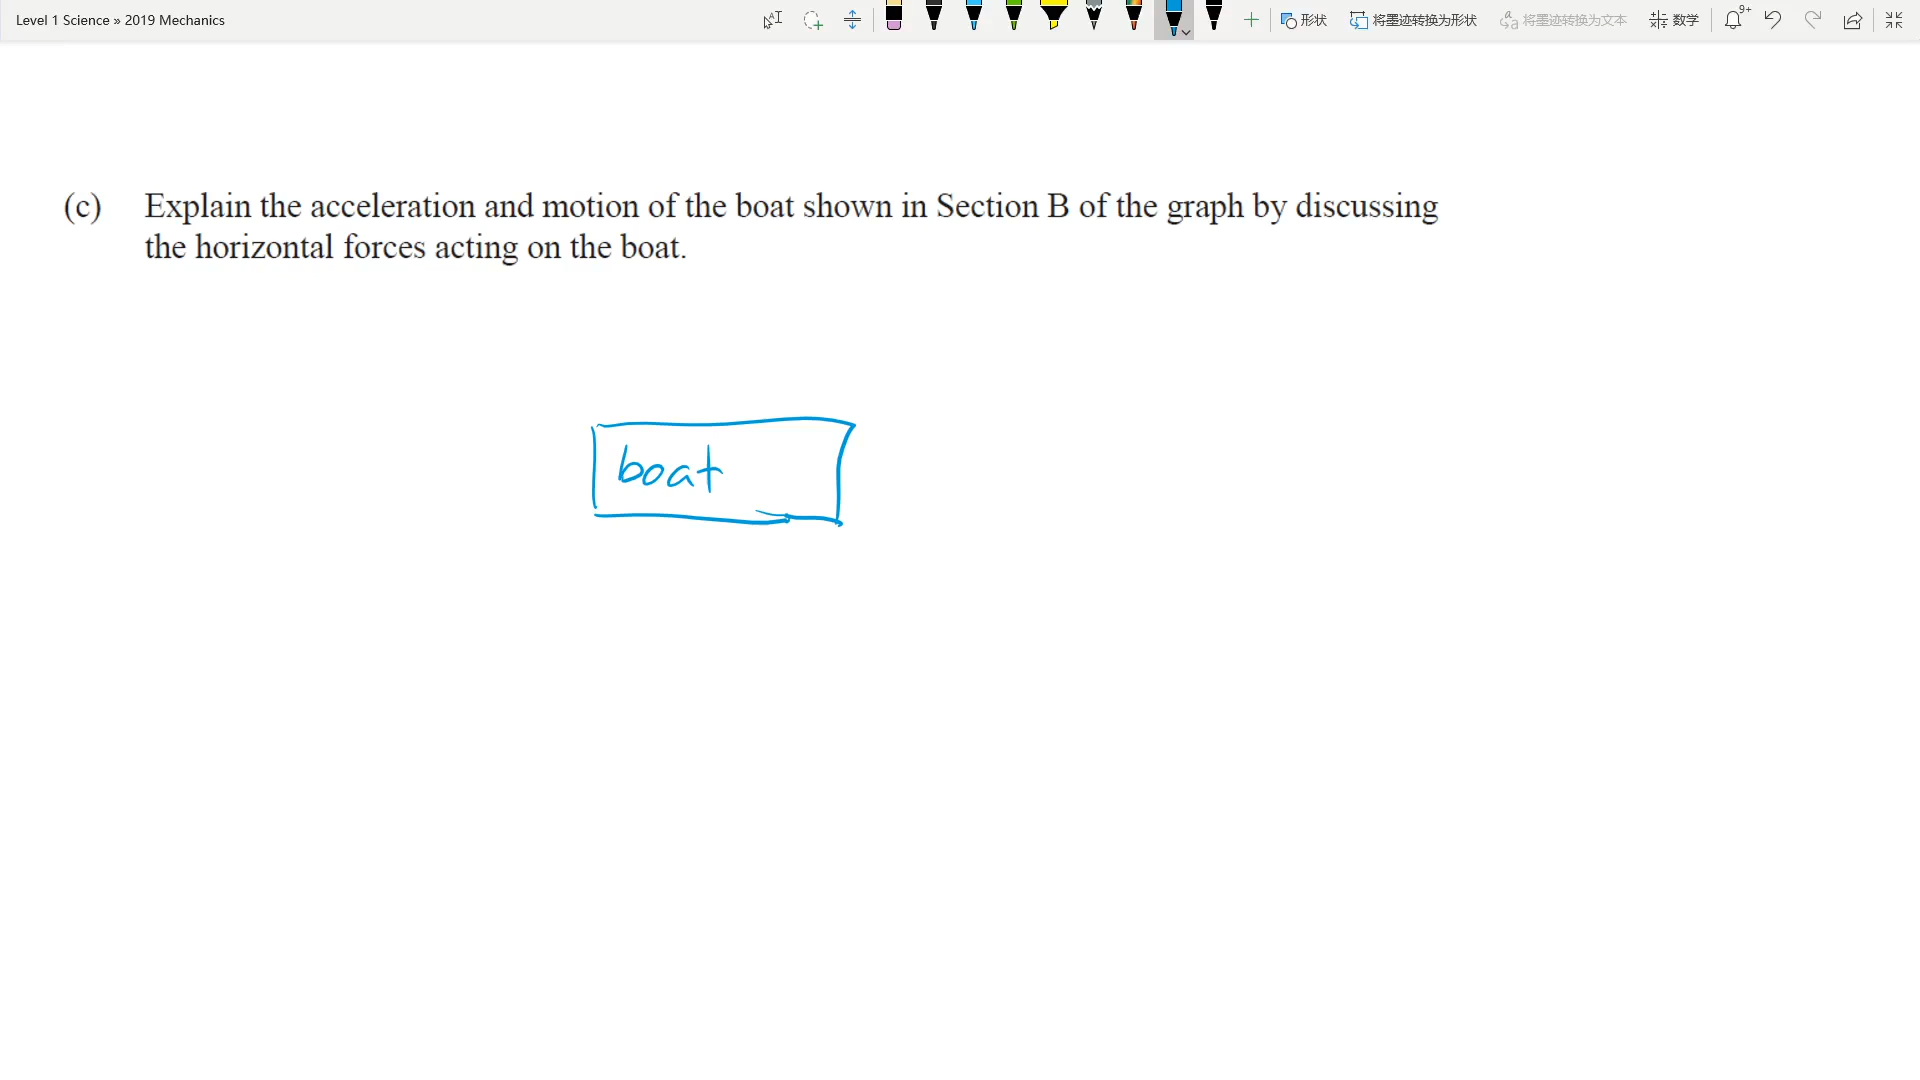 Level 1 Science » 2019 Mechanics
形状 将墨迹转换为形状 将墨迹转换为文本 数学 9+
(c) Explain the acceleration and motion of the boat shown in Section B of the graph by discussing
the horizontal forces acting on the boat.
boat